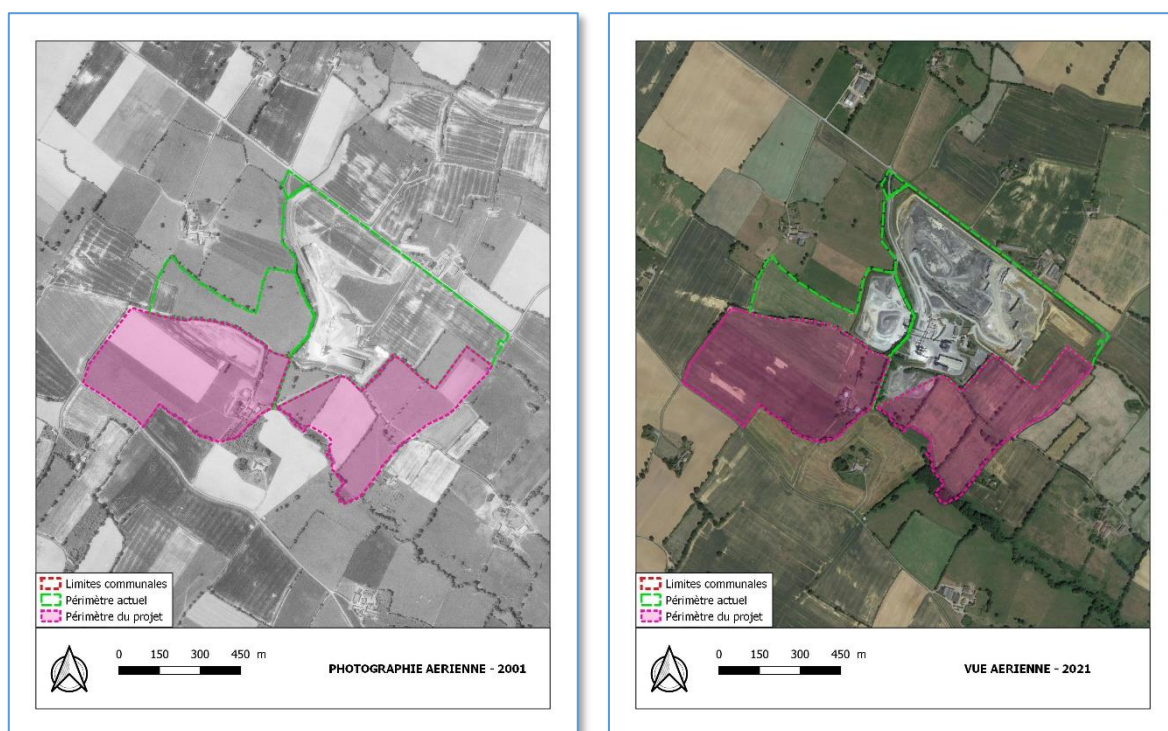 Limites communales
Périmètre actuel
Périmètre du projet
0 150 300 450 m
PHOTOGRAPHIE AERIENNE - 2001
Limites communales
Périmètre actuel
Périmètre du projet
0 150 300 450 m
VUE AERIENNE - 2021